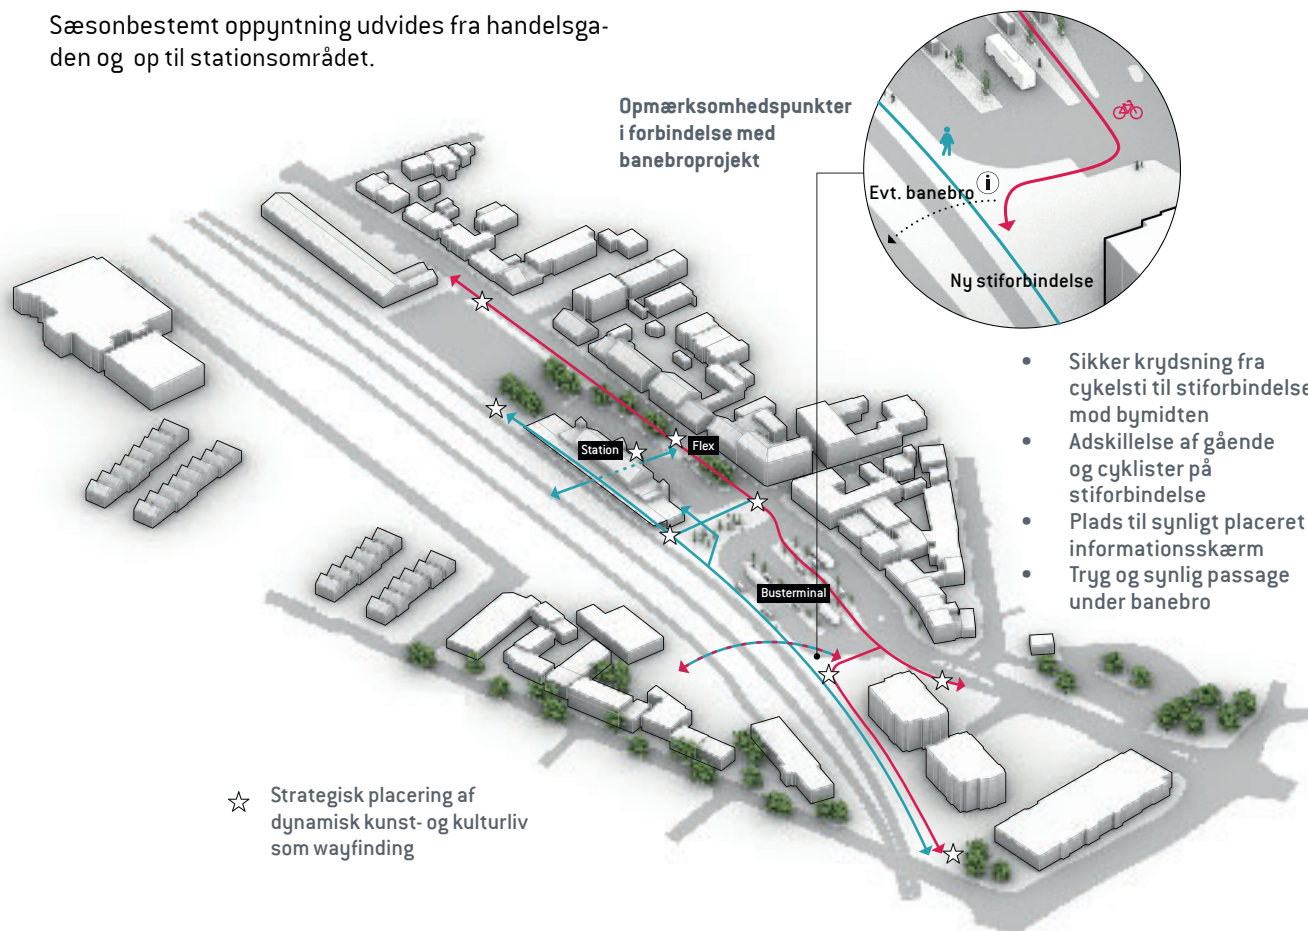 Sæsonbestemt oppyntning udvides fra handelsga-
den og op til stationsområdet.
Opmærksomhedspunkter
i forbindelse med
banebroprojekt
Evt. banebro
i
Ny stiforbindelse
• Sikker krydsning fra
cykelsti til stiforbindelse
mod bymidten
• Adskillelse af gående
og cyklister på
stiforbindelse
• Plads til synligt placeret
informationsskærm
• Tryg og synlig passage
under banebro
Station
Flex
Busterminal
Strategisk placering af
dynamisk kunst- og kulturliv
som wayfinding